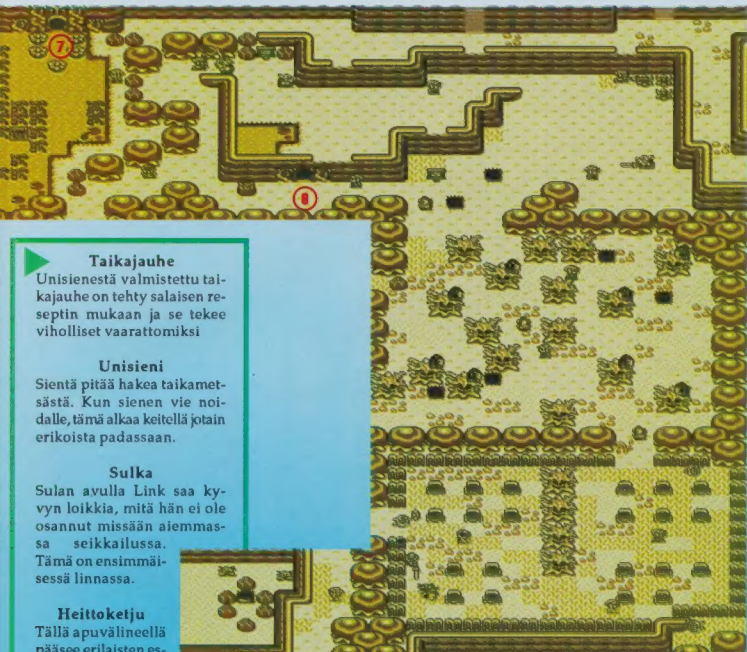 7
8
Taikajauhe
Unisienestä valmistettu tai-
kajauhe on tehty salaisen re-
septin mukaan ja se tekee
viholliset vaarattomiksi
Unisieni
Sientä pitää hakea taikamet-
sästä. Kun sienen vie noi-
dalle, tämä alkaa keitellä jotain
erikoista padassaan.
Sulka
Sulan avulla Link saa ky-
vyn loikkia, mitä hän ei ole
osannut missään aiemmas-
sa seikkailussa.
Tämä on ensimmäi-
sessä linnassa.
Heittoketju
Tällä apuvälineellä
pääsee erilaisten es-